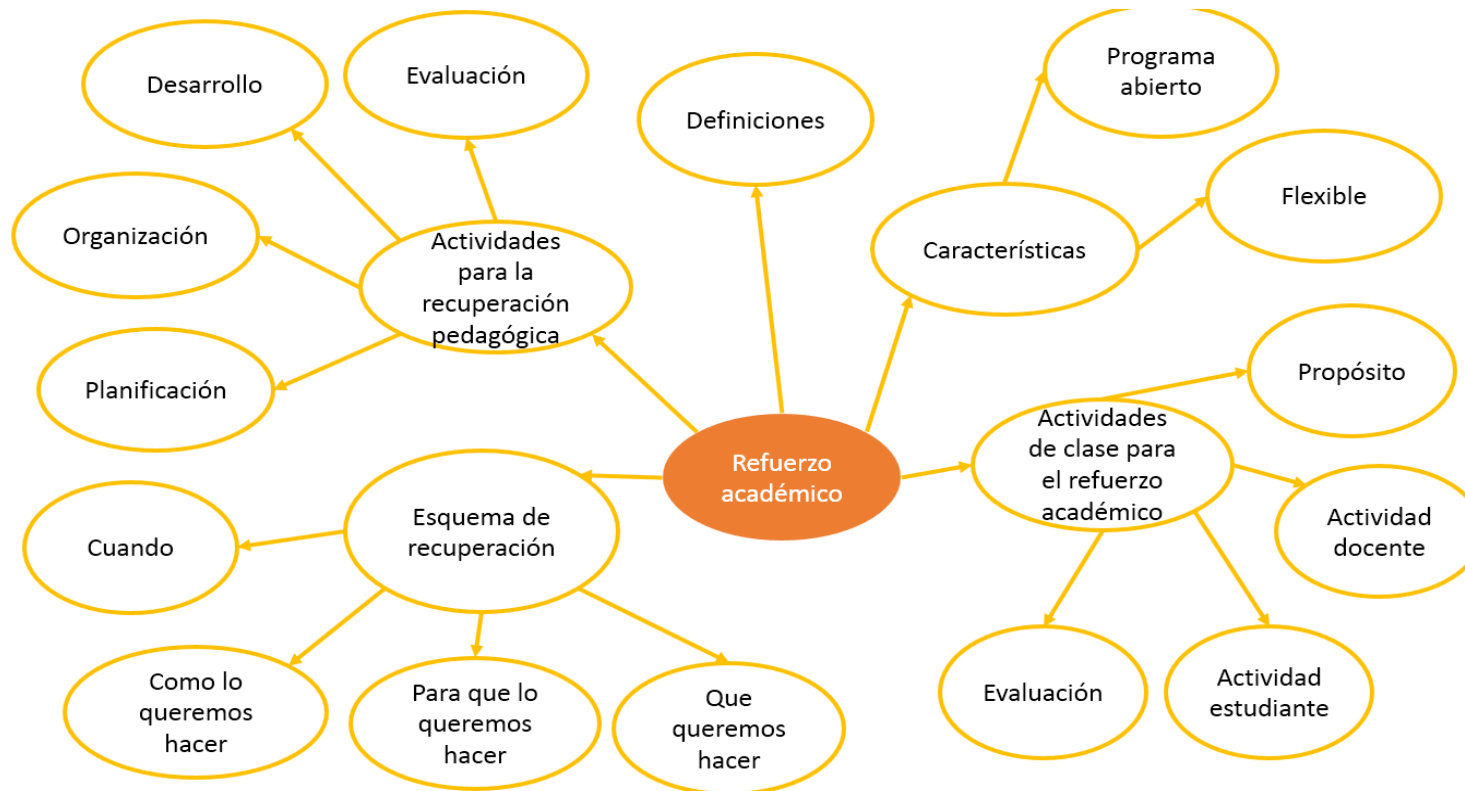 Desarrollo
Evaluación
Definiciones
Programa
abierto
Flexible
Organización
Actividades
para la
recuperación
pedagógica
Característícas
Planificación
Propósito
Actividades
de clase para
el refuerzo
académico
Refuerzo
académico
Esquema de
recuperación
Cuando
Actividad
docente
Como lo
queremos
hacer
Para que lo
queremos
hacer
Que
queremos
hacer
Evaluación
Actividad
estudiante